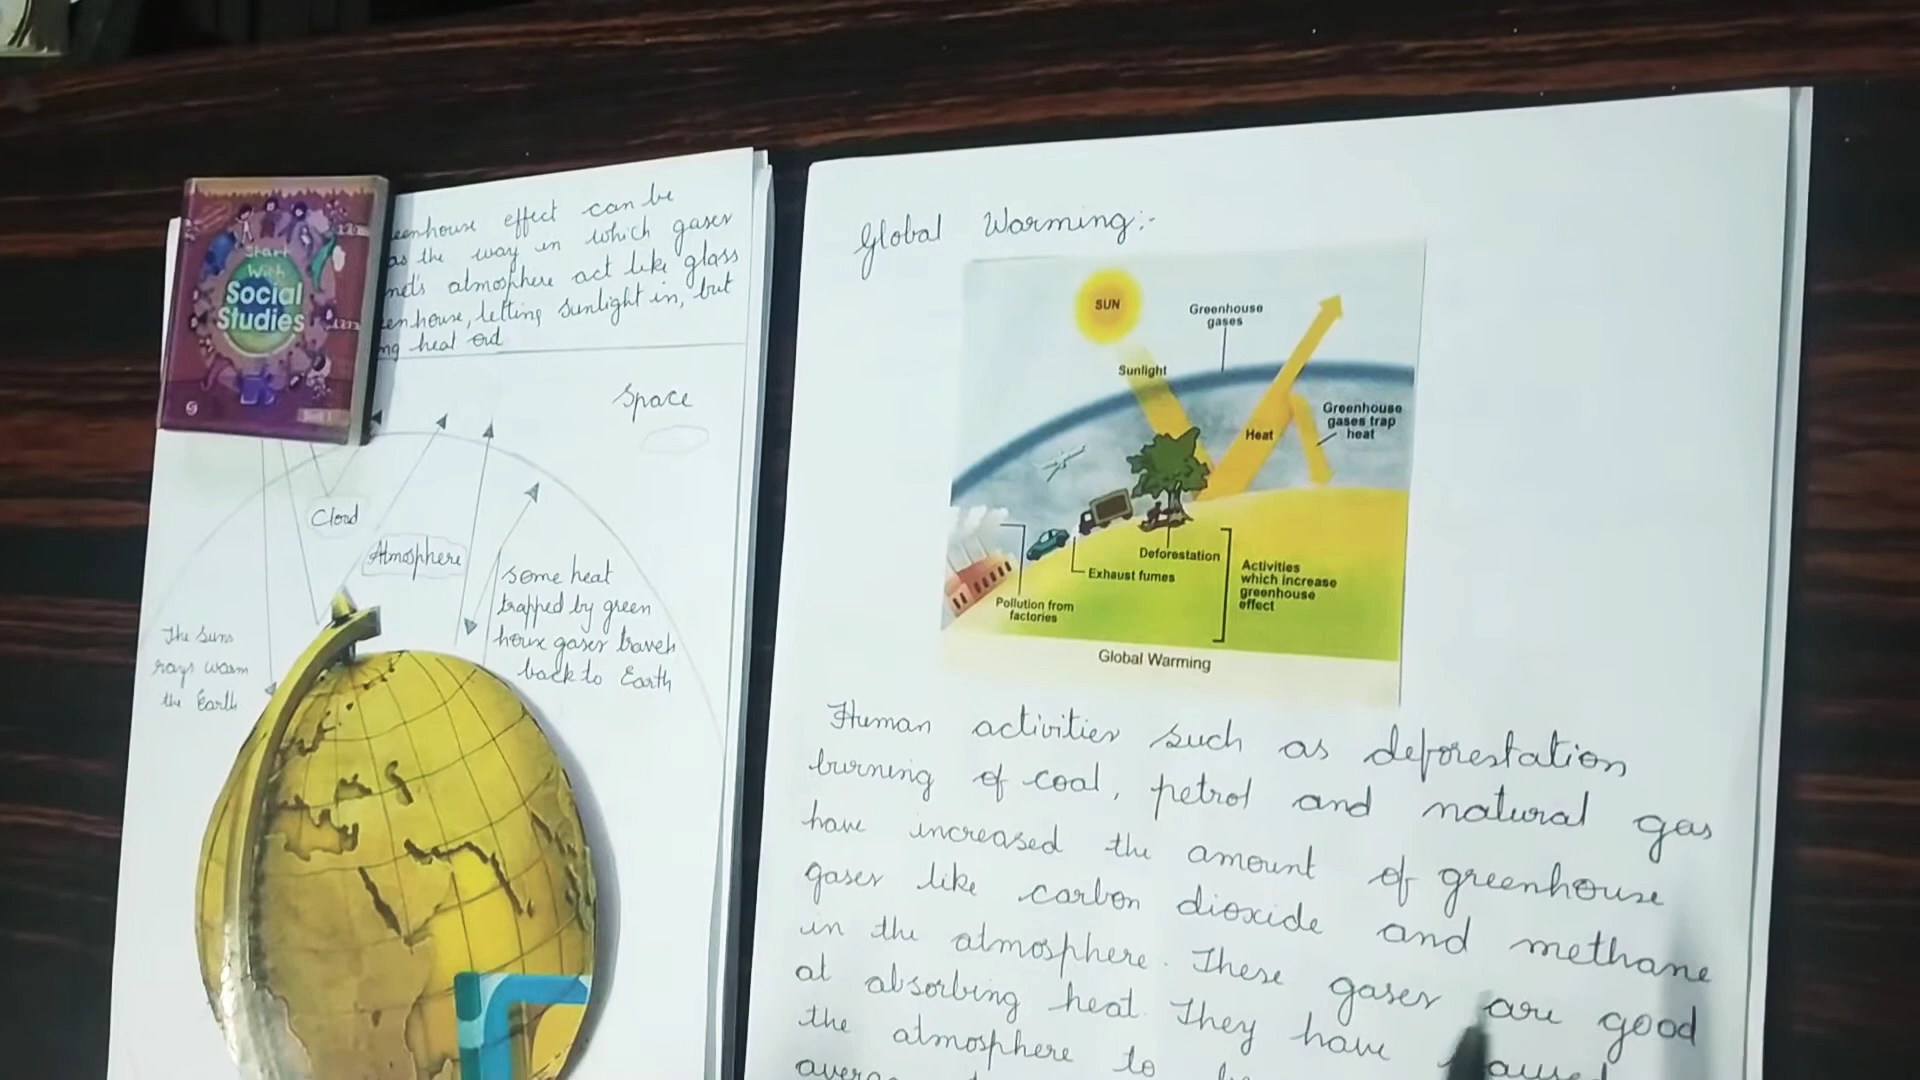 Start
With
Social
Studies
effect can be
as the way in which gases
atmosphere act like glass
house, letting sunlight in, but
heat
Space
Cloud
Atmosphere
Some heat
trapped by green
house gases travels
back to Earth
The suns
rays warm
the Earth
Global Warming:-
SUN
Greenhouse
gases
Sunlight
Greenhouse
gases trap
heat
Heat
Deforestation
Exhaust fumes
Pollution from
factories
Activities
which increase
greenhouse
effect
Global Warming
Human activities such as deforestation
burning of coal, petrol and natural gas
have increased the amount of greenhouse
gases like carbon dioxide and methane
in the atmosphere. These gases are good
at absorbing heat. They have
the atmosphere to